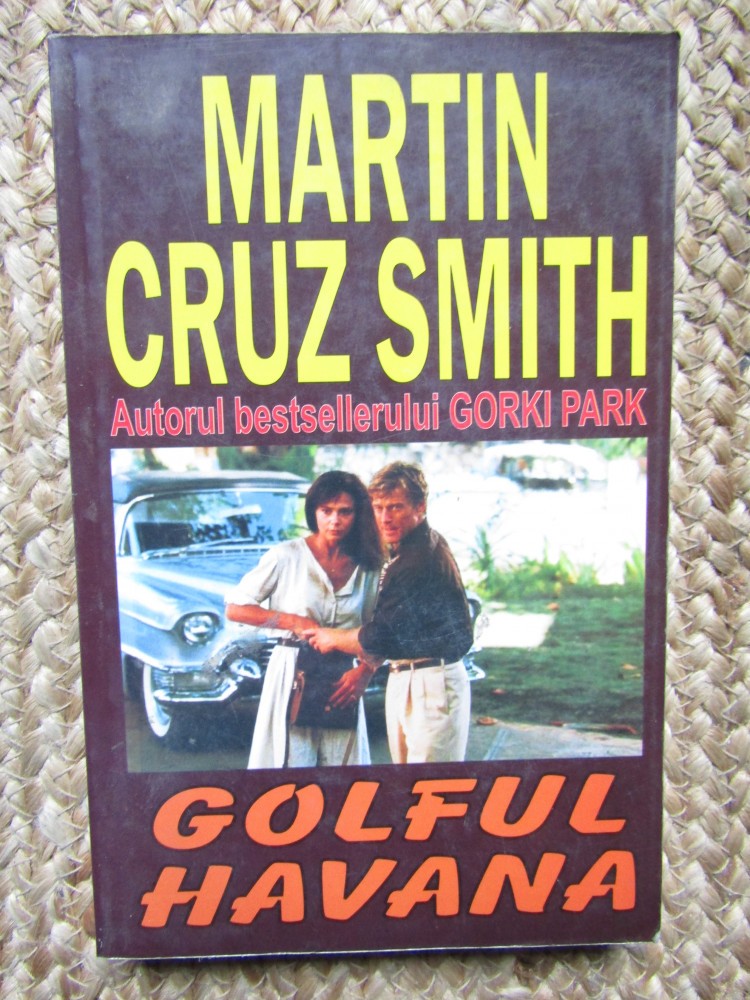 MARTIN
CRUZ SMITH
Autorul bestsellerului GORKI PARK
GOLFUL
HAVANA